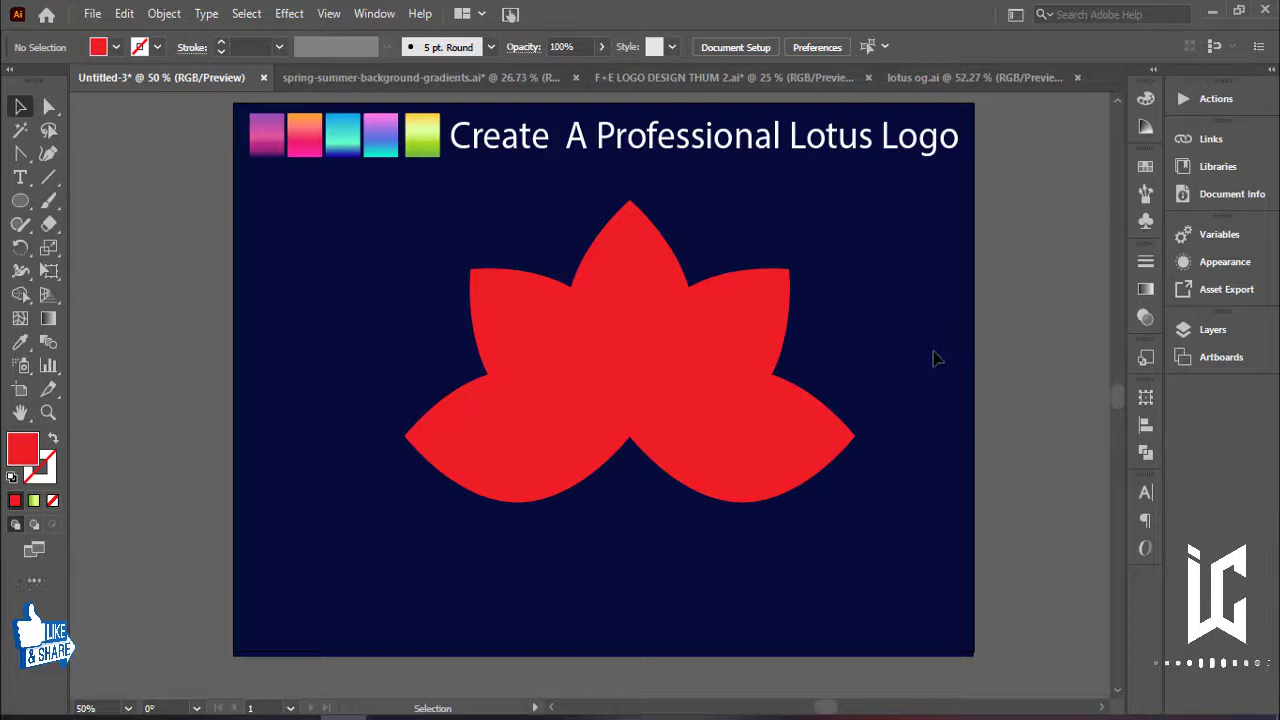 Ai File Edit Object Type Select Effect View Window Help Search Adobe Help
No Selection Stroke: 5 pt. Round Opacity: 100% Style: Document Setup Preferences
Untitled-3* @ 50 % (RGB/Preview) × spring-summer-background-gradients.ai* @ 26.73 % (R... × F+E LOGO DESIGN THUM 2.ai* @ 25 % (RGB/Previe... × lotus og.ai @ 52.27 % (RGB/Previe... ×
Create A Professional Lotus Logo
Actions
Links
Libraries
Document Info
Variables
Appearance
Asset Export
Layers
Artboards
LIKE
& SHARE
IC
50% 0° 1 Selection